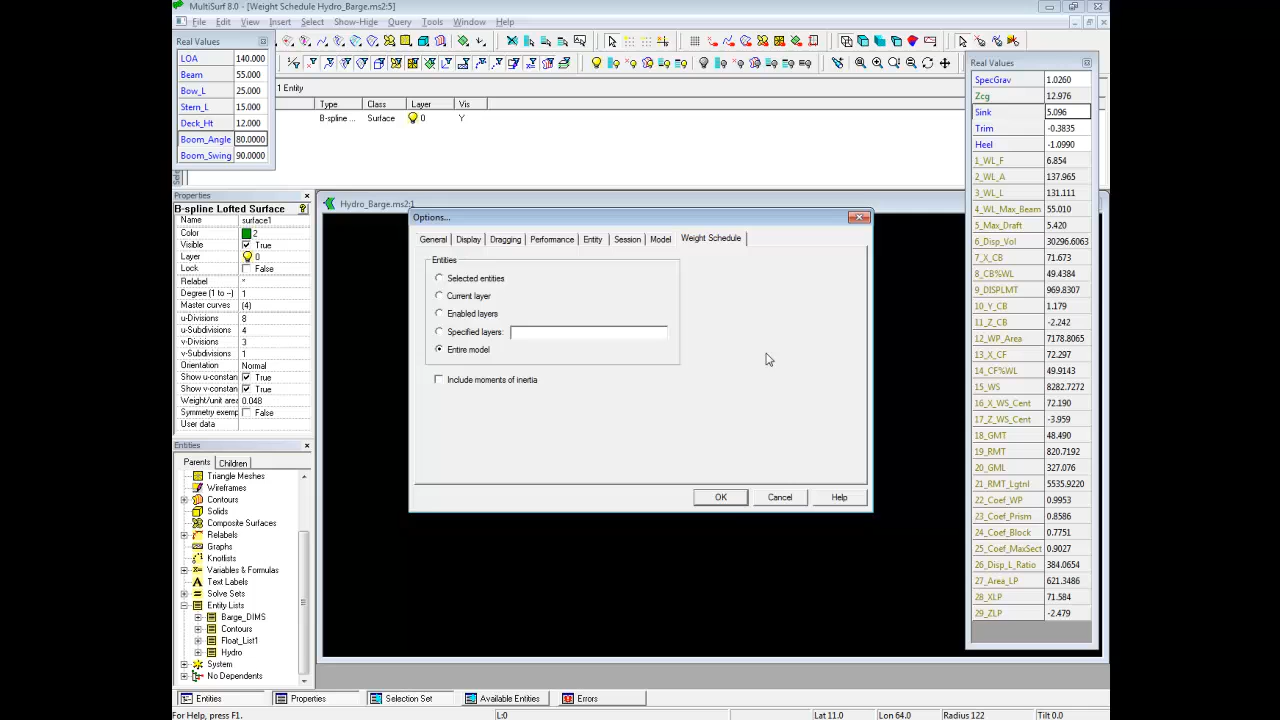 MultiSurf 8.0 - [Weight Schedule Hydro_Barge.ms2:5]
File Edit View Insert Select Show-Hide Query Tools Window Help
Real Values
LOA 140.000
Beam 55.000
Bow_L 25.000
Stern_L 15.000
Deck_Ht 12.000
Boom_Angle 80.0000
Boom_Swing 90.0000
1 Entity
Type Class Layer Vis
B-spline ... Surface 0 Y
Real Values
SpecGrav 1.0260
Zcg 12.976
Sink 5.096
Trim -0.3835
Heel -1.0990
1_WL_F 6.854
2_WL_A 137.965
3_WL_L 131.111
4_WL_Max_Beam 55.010
5_Max_Draft 5.420
6_Disp_Vol 30296.6063
7_X_CB 71.673
8_CB%WL 49.4384
9_DISPLMT 969.8307
10_Y_CB 1.179
11_Z_CB -2.242
12_WP_Area 7178.8065
13_X_CF 72.297
14_CF%WL 49.9143
15_WS 8282.7272
16_X_WS_Cent 72.190
17_Z_WS_Cent -3.959
18_GMT 48.490
19_RMT 820.7192
20_GML 327.076
21_RMT_Lgtnl 5535.9220
22_Coef_WP 0.9953
23_Coef_Prism 0.8586
24_Coef_Block 0.7751
25_Coef_MaxSect 0.9027
26_Disp_L_Ratio 384.0654
27_Area_LP 621.3486
28_XLP 71.584
29_ZLP -2.479
Properties
B-spline Lofted Surface
Name surface1
Color 2
Visible True
Layer 0
Lock False
Relabel *
Degree (1 to -) 1
Master curves (4)
u-Divisions 8
u-Subdivisions 4
v-Divisions 3
v-Subdivisions 1
Orientation Normal
Show u-constan True
Show v-constan True
Weight/unit area 0.048
Symmetry exemp False
User data
Entities
Parents Children
Triangle Meshes
Wireframes
Contours
Solids
Composite Surfaces
Relabels
Graphs
Knotlists
Variables & Formulas
Text Labels
Solve Sets
Entity Lists
Barge_DIMS
Contours
Float_List1
Hydro
System
No Dependents
Hydro_Barge.ms2:1
Options...
General Display Dragging Performance Entity Session Model Weight Schedule
Entities
Selected entities
Current layer
Enabled layers
Specified layers:
Entire model
Include moments of inertia
OK Cancel Help
Entities Properties Selection Set Available Entities Errors
For Help, press F1. L:0 Lat 11.0 Lon 64.0 Radius 122 Tilt 0.0